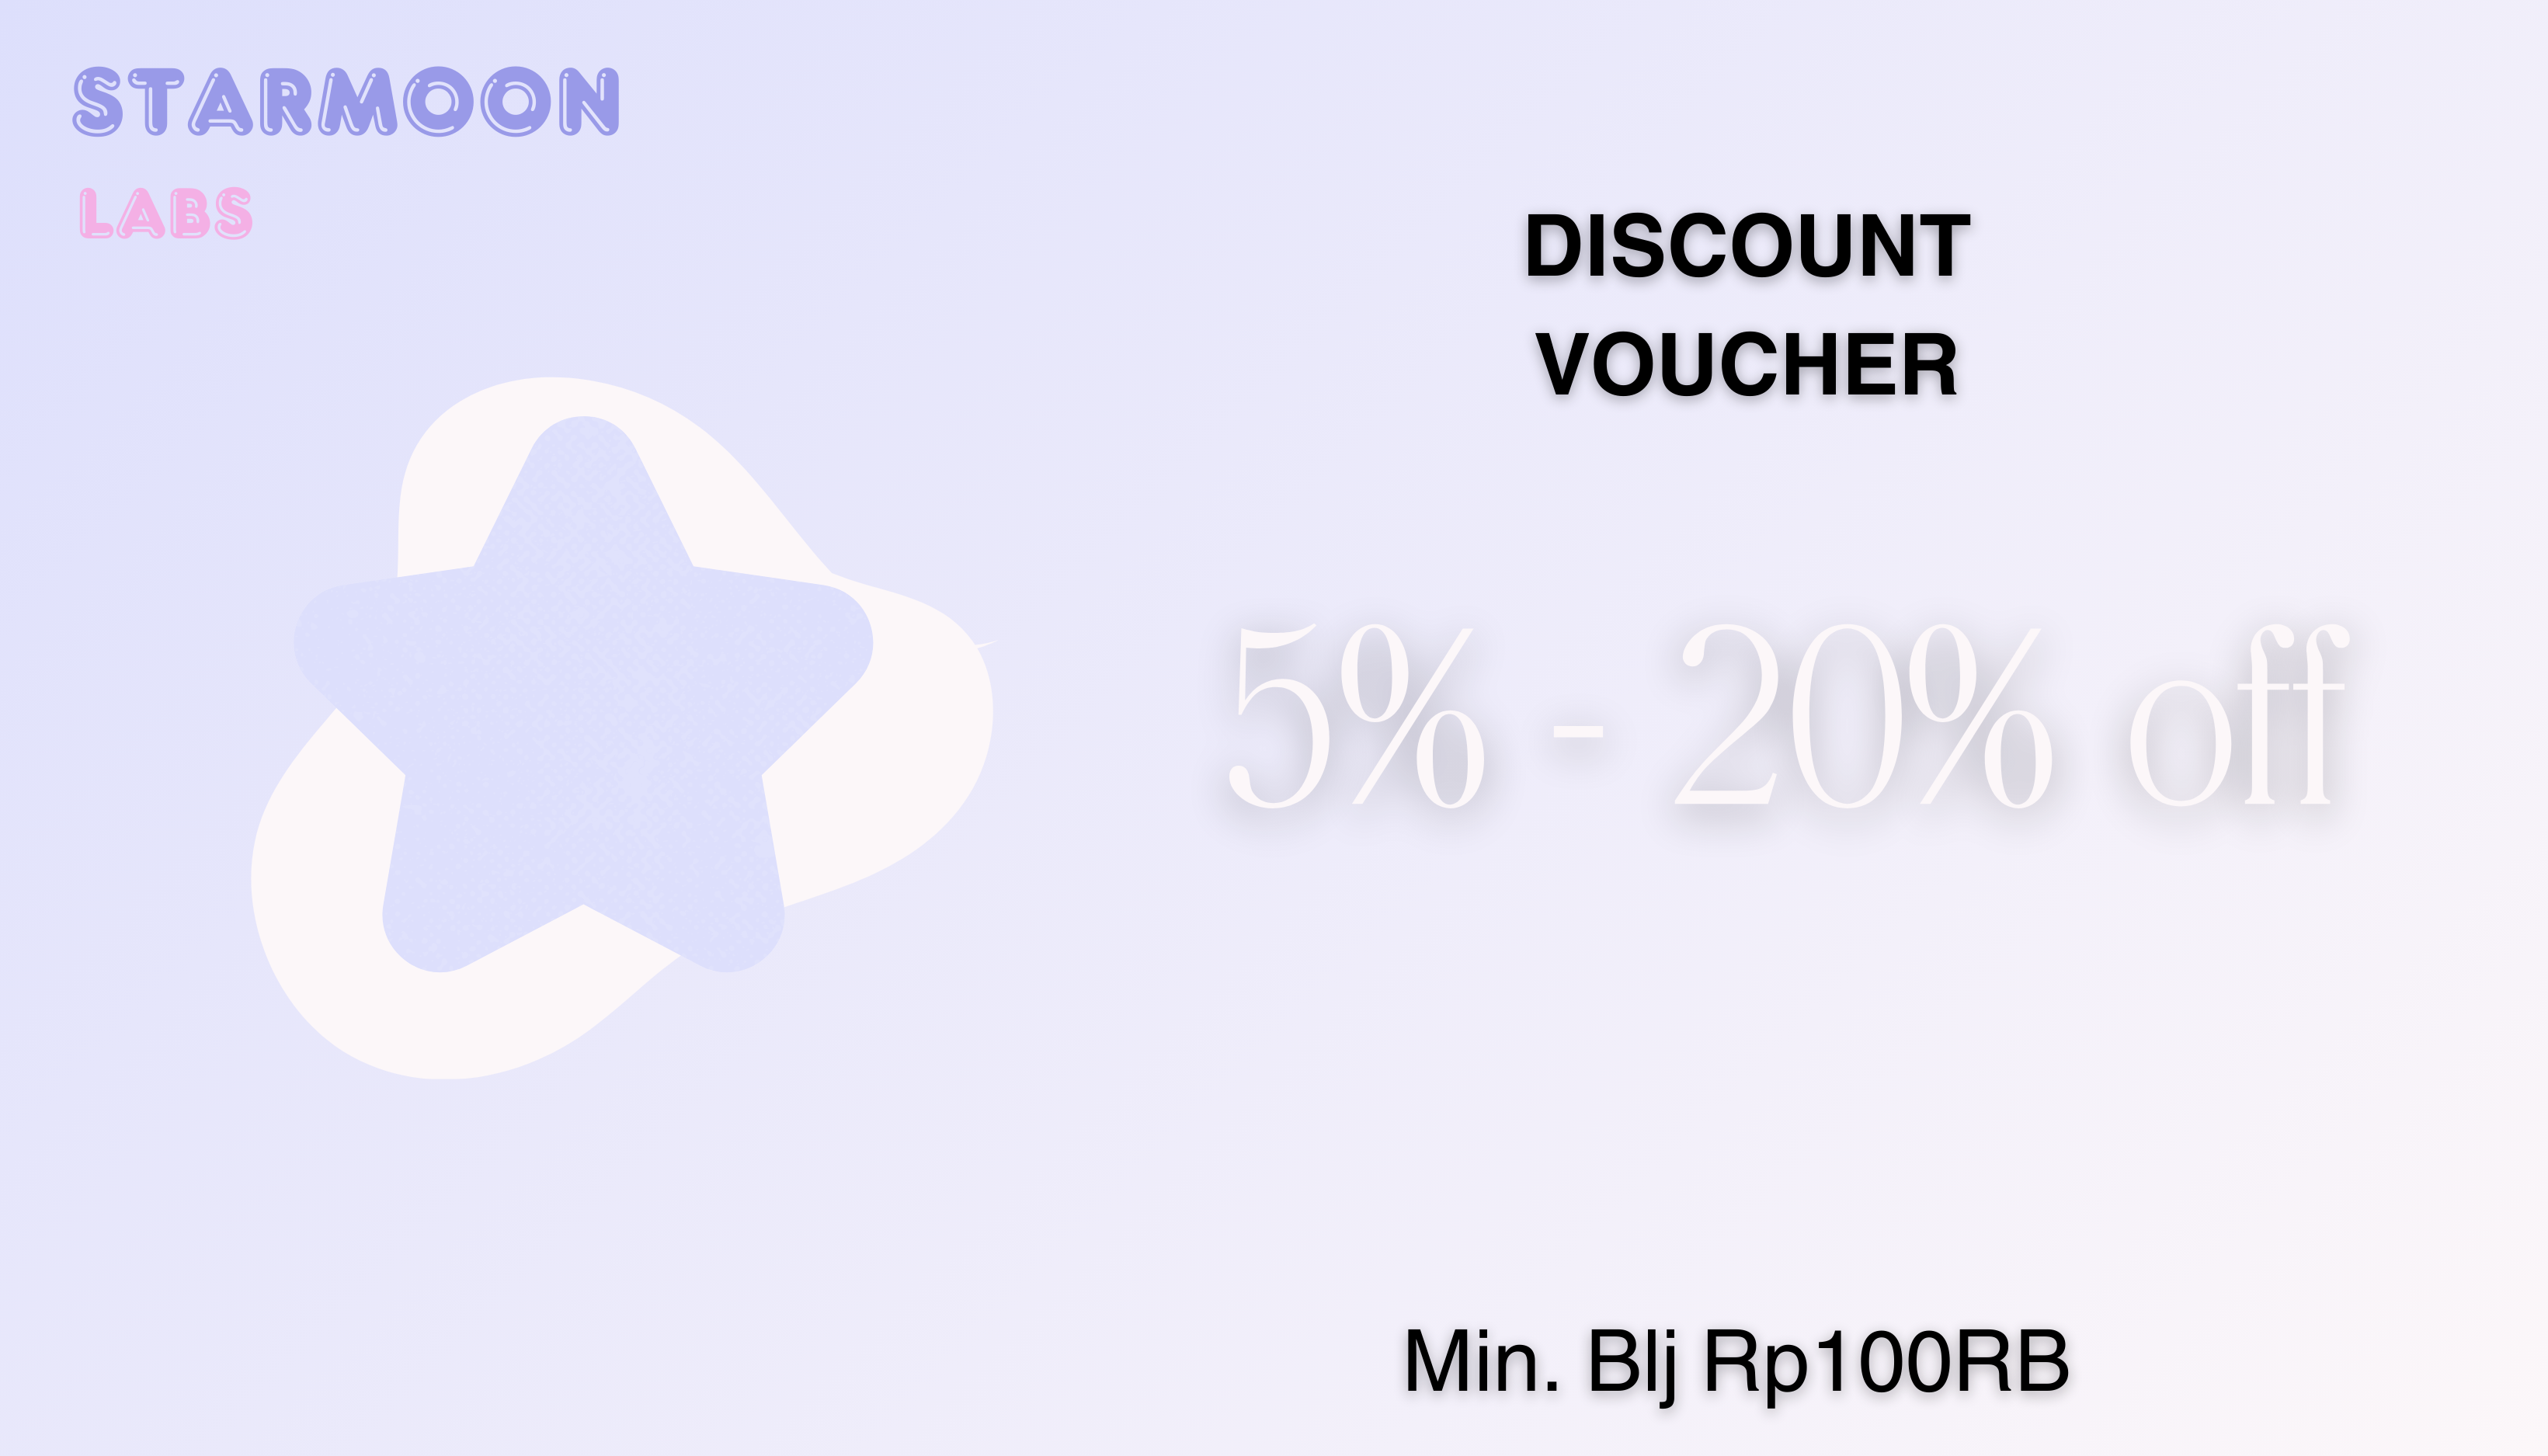 STARMOON
LABS
DISCOUNT
VOUCHER
5% - 20% off
Min. Blj Rp100RB